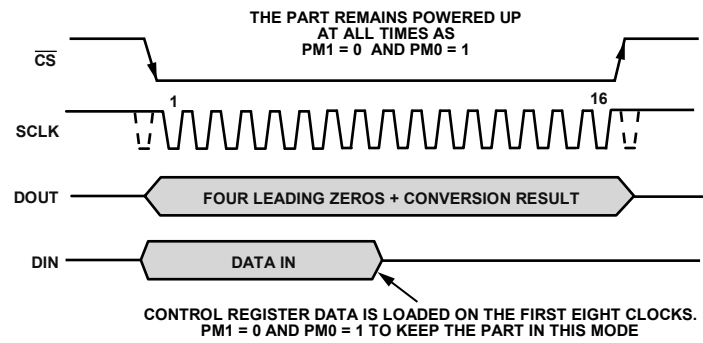 THE PART REMAINS POWERED UP
AT ALL TIMES AS
PM1 = 0 AND PM0 = 1
CS
1
16
SCLK
DOUT
FOUR LEADING ZEROS + CONVERSION RESULT
DIN
DATA IN
CONTROL REGISTER DATA IS LOADED ON THE FIRST EIGHT CLOCKS.
PM1 = 0 AND PM0 = 1 TO KEEP THE PART IN THIS MODE